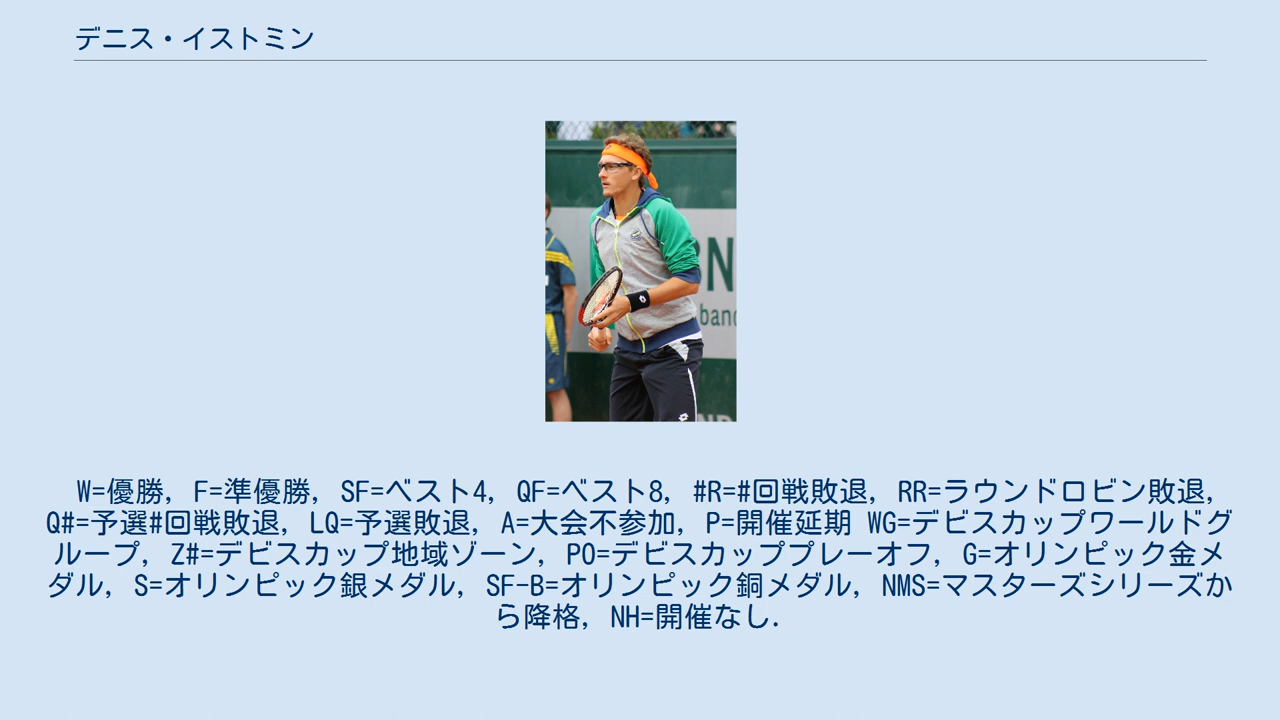 デニス・イストミン
RN
band
W=優勝, F=準優勝, SF=ベスト4, QF=ベスト8, #R=#回戦敗退, RR=ラウンドロビン敗退,
Q#=予選#回戦敗退, LQ=予選敗退, A=大会不参加, P=開催延期 WG=デビスカップワールドグ
ループ, Z#=デビスカップ地域ゾーン, PO=デビスカッププレーオフ, G=オリンピック金メ
ダル, S=オリンピック銀メダル, SF-B=オリンピック銅メダル, NMS=マスターズシリーズか
ら降格, NH=開催なし.